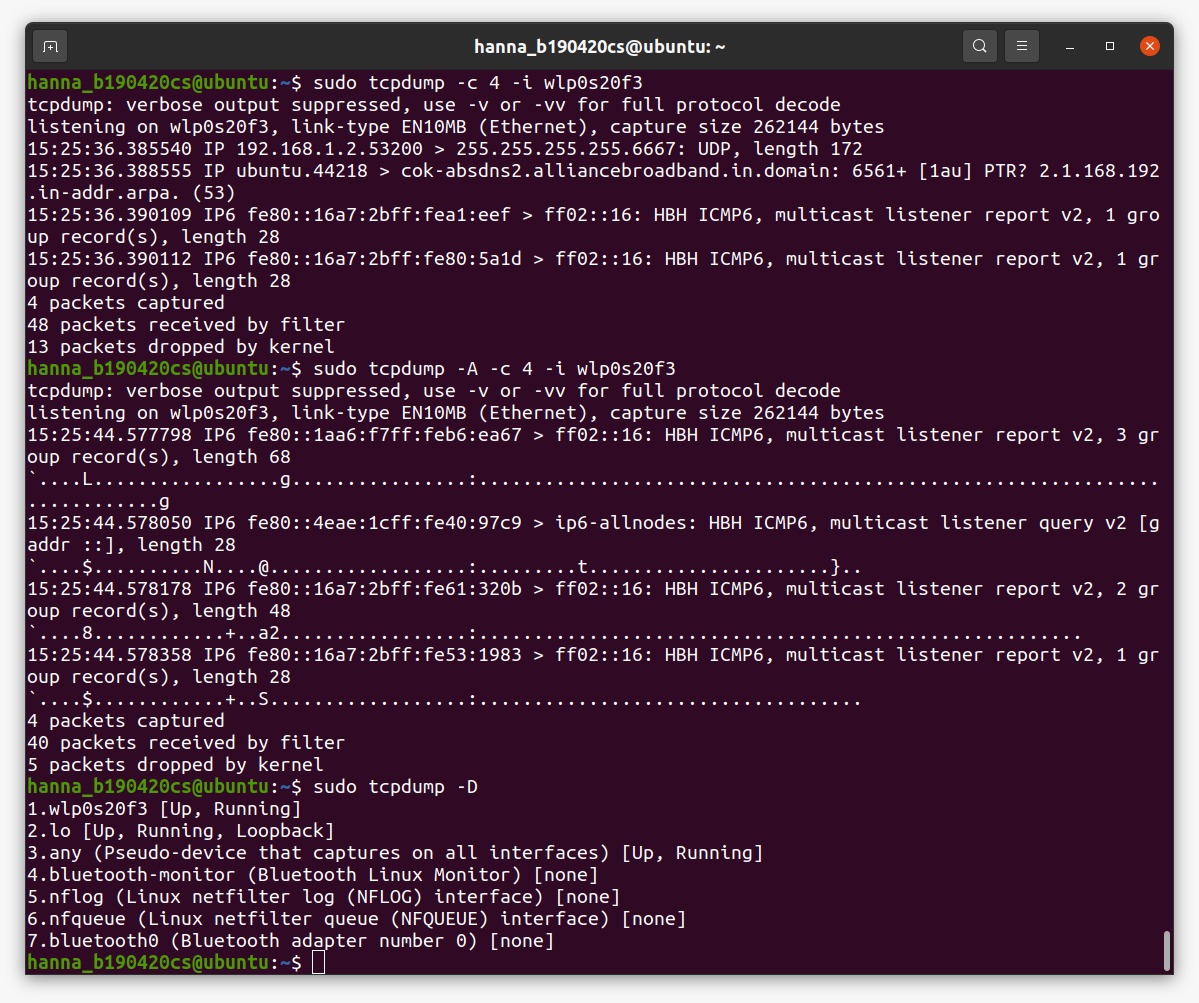 hanna_b190420cs@ubuntu: ~
hanna_b190420cs@ubuntu:~$ sudo tcpdump -c 4 -i wlp0s20f3
tcpdump: verbose output suppressed, use -v or -vv for full protocol decode
listening on wlp0s20f3, link-type EN10MB (Ethernet), capture size 262144 bytes
15:25:36.385540 IP 192.168.1.2.53200 > 255.255.255.255.6667: UDP, length 172
15:25:36.388555 IP ubuntu.44218 > cok-absdns2.alliancebroadband.in.domain: 6561+ [1au] PTR? 2.1.168.192
.in-addr.arpa. (53)
15:25:36.390109 IP6 fe80::16a7:2bff:fea1:eef > ff02::16: HBH ICMP6, multicast listener report v2, 1 gro
up record(s), length 28
15:25:36.390112 IP6 fe80::16a7:2bff:fe80:5a1d > ff02::16: HBH ICMP6, multicast listener report v2, 1 gr
oup record(s), length 28
4 packets captured
48 packets received by filter
13 packets dropped by kernel
hanna_b190420cs@ubuntu:~$ sudo tcpdump -A -c 4 -i wlp0s20f3
tcpdump: verbose output suppressed, use -v or -vv for full protocol decode
listening on wlp0s20f3, link-type EN10MB (Ethernet), capture size 262144 bytes
15:25:44.577798 IP6 fe80::1aa6:f7ff:feb6:ea67 > ff02::16: HBH ICMP6, multicast listener report v2, 3 gr
oup record(s), length 68
`....L.................g................:..............................................................
............g
15:25:44.578050 IP6 fe80::4eae:1cff:fe40:97c9 > ip6-allnodes: HBH ICMP6, multicast listener query v2 [g
addr ::], length 28
`....$..........N....@..................:.........t......................}..
15:25:44.578178 IP6 fe80::16a7:2bff:fe61:320b > ff02::16: HBH ICMP6, multicast listener report v2, 2 gr
oup record(s), length 48
`....8............+..a2.................:.......................................................
15:25:44.578358 IP6 fe80::16a7:2bff:fe53:1983 > ff02::16: HBH ICMP6, multicast listener report v2, 1 gr
oup record(s), length 28
`....$............+..S..................:...................................
4 packets captured
40 packets received by filter
5 packets dropped by kernel
hanna_b190420cs@ubuntu:~$ sudo tcpdump -D
1.wlp0s20f3 [Up, Running]
2.lo [Up, Running, Loopback]
3.any (Pseudo-device that captures on all interfaces) [Up, Running]
4.bluetooth-monitor (Bluetooth Linux Monitor) [none]
5.nflog (Linux netfilter log (NFLOG) interface) [none]
6.nfqueue (Linux netfilter queue (NFQUEUE) interface) [none]
7.bluetooth0 (Bluetooth adapter number 0) [none]
hanna_b190420cs@ubuntu:~$